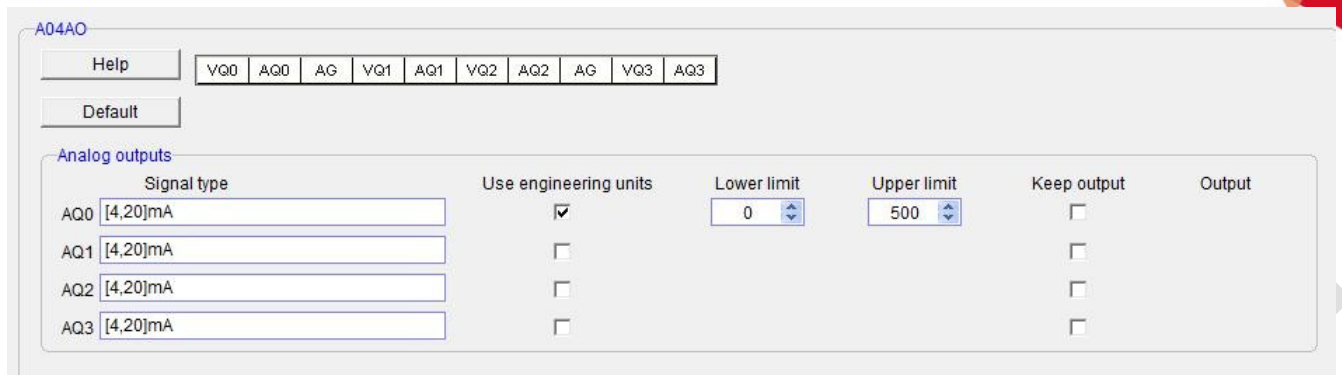 A04AO
Help
VQ0 AQ0 AG VQ1 AQ1 VQ2 AQ2 AG VQ3 AQ3
Default
Analog outputs
Signal type Use engineering units Lower limit Upper limit Keep output Output
AQ0 [4,20]mA 0 500
AQ1 [4,20]mA
AQ2 [4,20]mA
AQ3 [4,20]mA